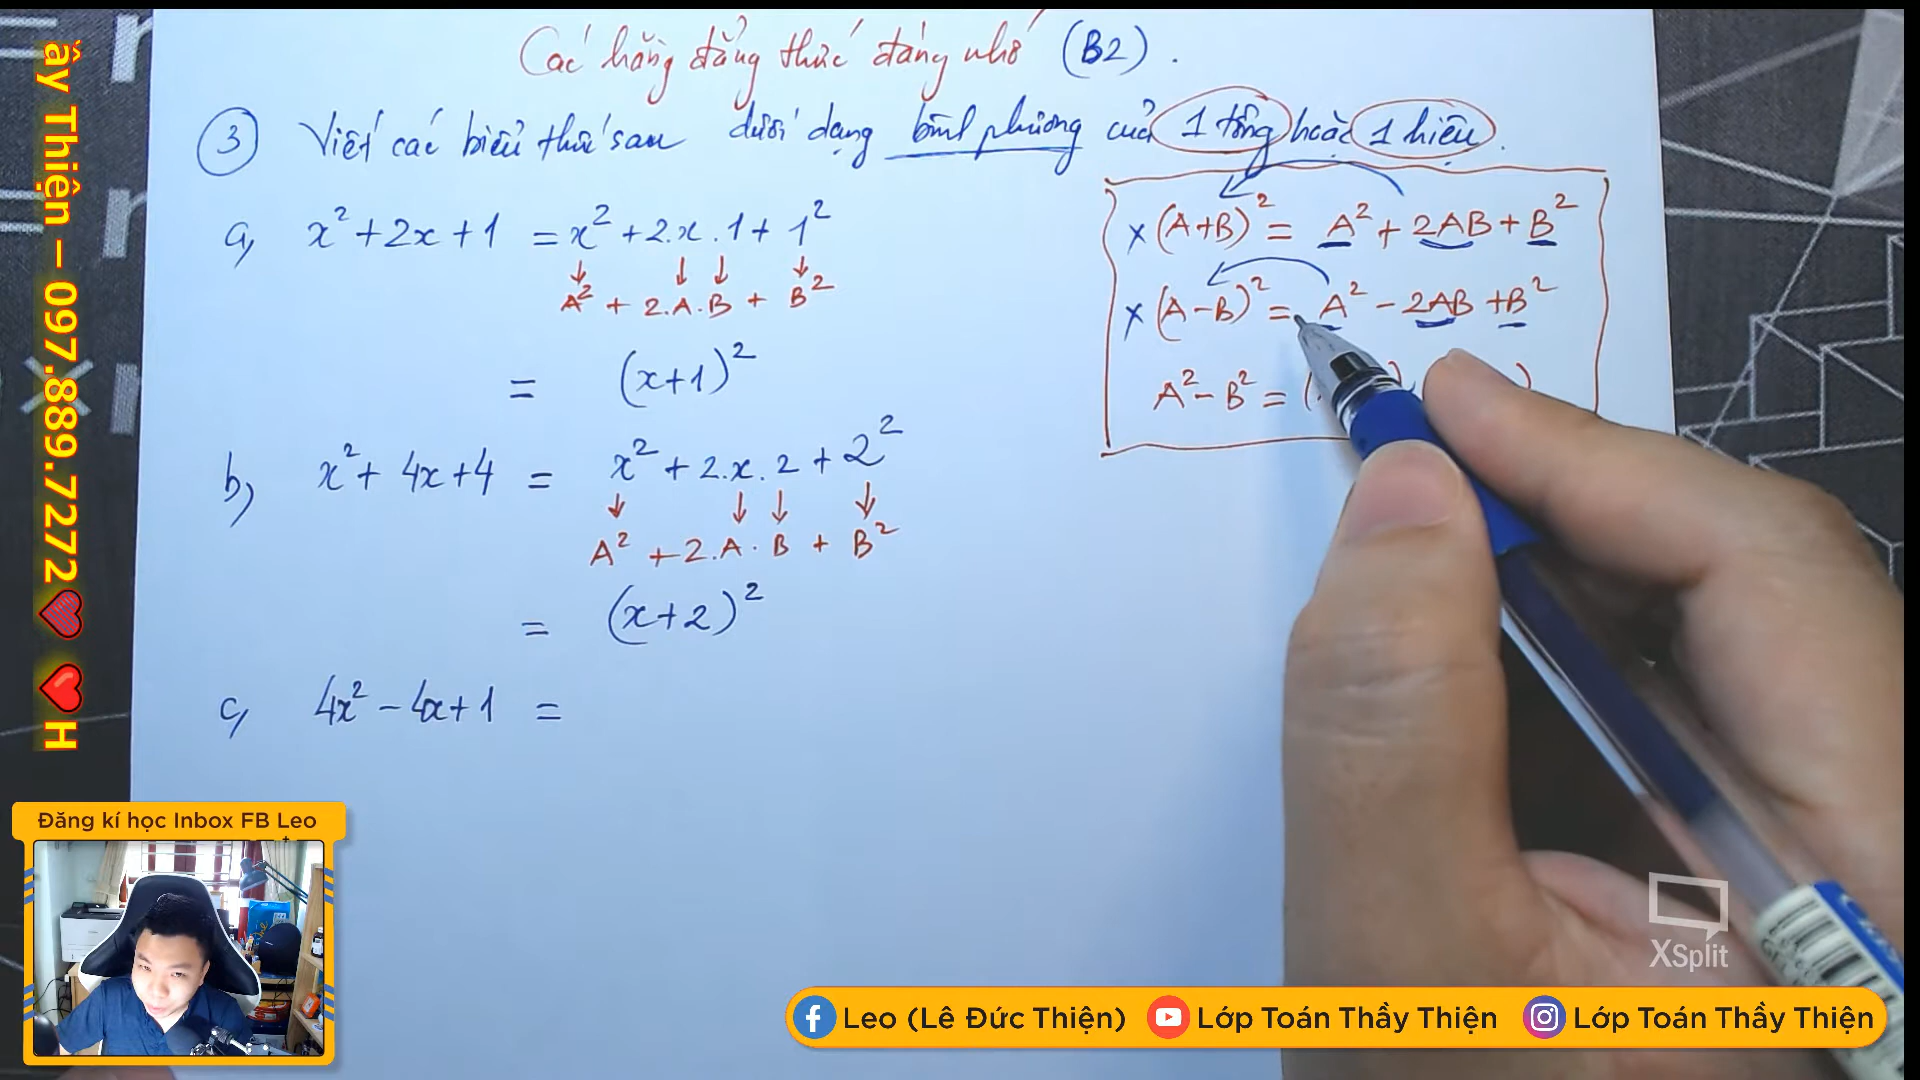 Các hằng đẳng thức đáng nhớ (B2).
3 Viết các biểu thức sau dưới dạng bình phương của 1 tổng hoặc 1 hiệu.
a, x² + 2x + 1 = x² + 2.x.1 + 1²
A² + 2.A.B + B²
= (x+1)²
b, x² + 4x + 4 = x² + 2.x.2 + 2²
A² + 2.A.B + B²
= (x+2)²
c, 4x² - 4x + 1 =
× (A+B)² = A² + 2AB + B²
× (A-B)² = A² - 2AB + B²
A² - B² = (
ầy Thiện – 097.889.7272 ❤ ❤ H
Đăng kí học Inbox FB Leo
XSplit
Leo (Lê Đức Thiện) Lớp Toán Thầy Thiện Lớp Toán Thầy Thiện